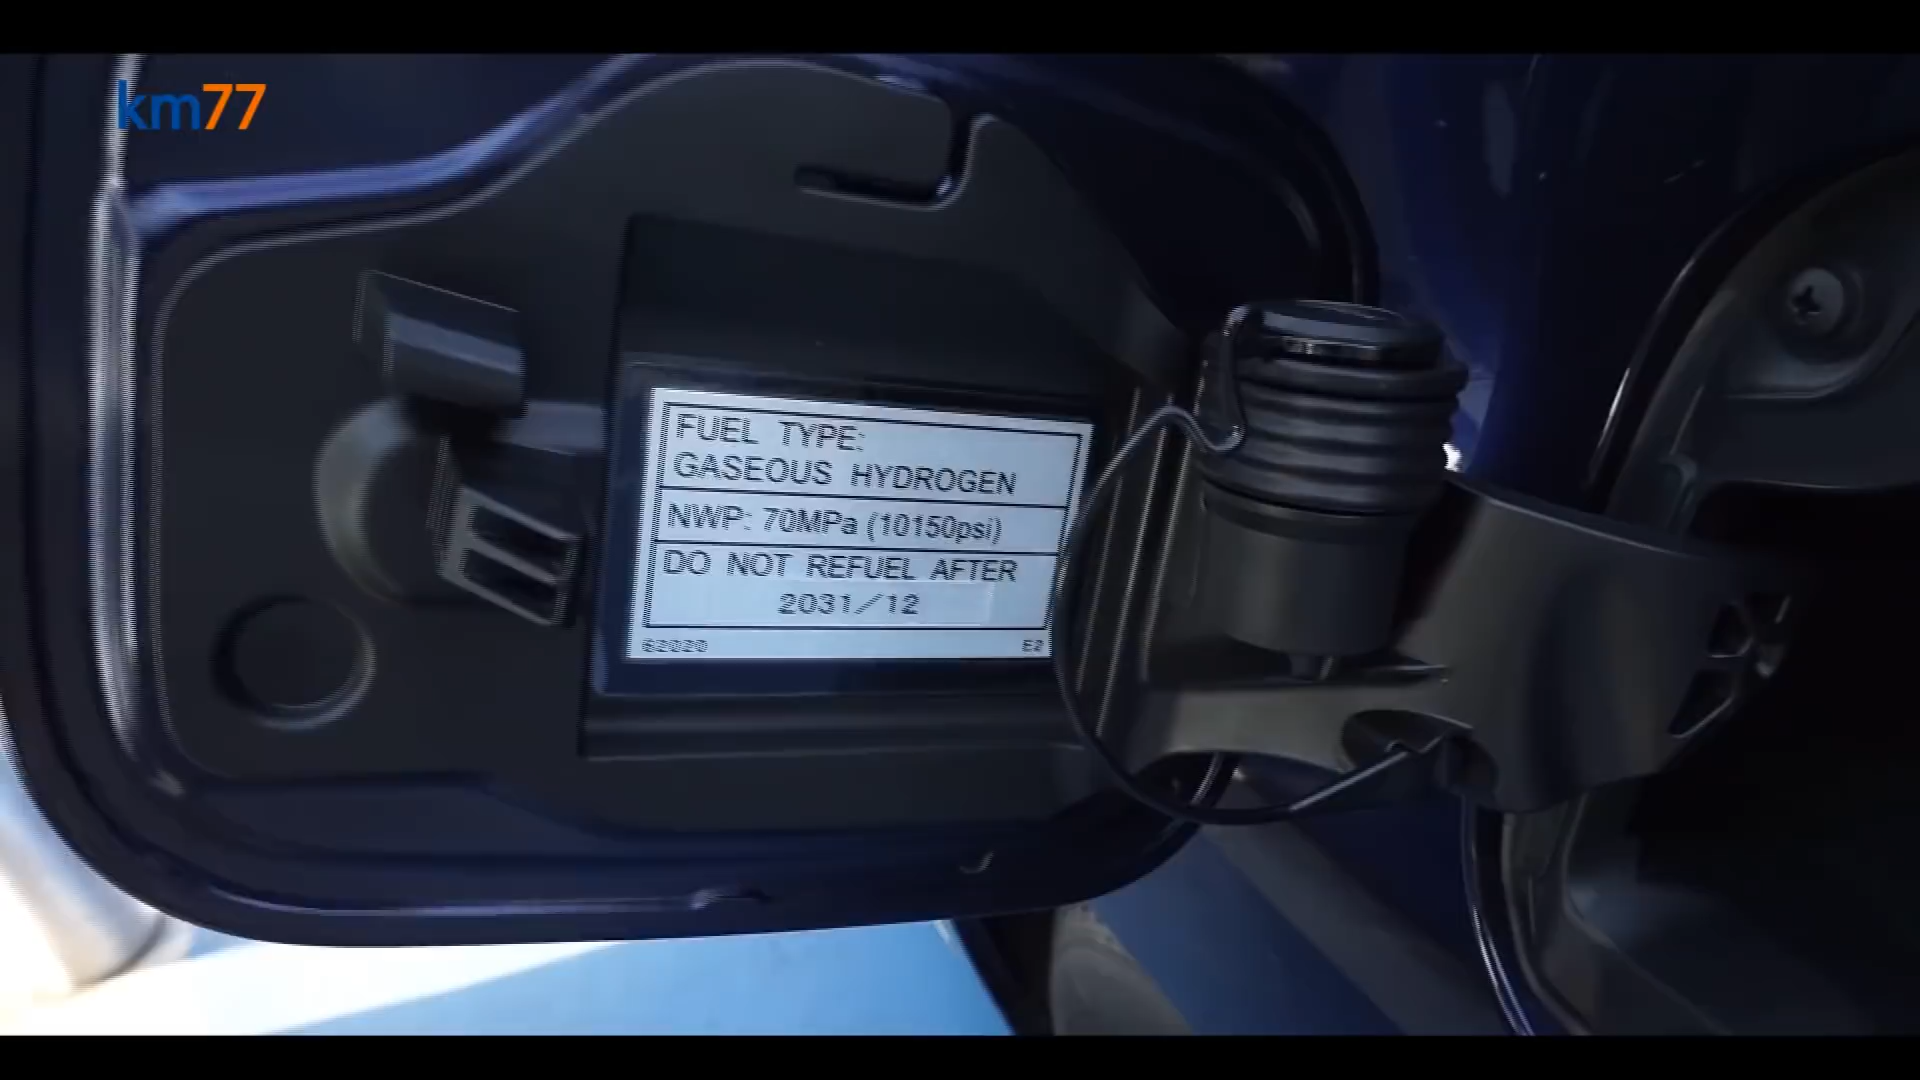 km77
FUEL TYPE:
GASEOUS HYDROGEN
NWP: 70MPa (10150psi)
DO NOT REFUEL AFTER
2031/12
62020 E2